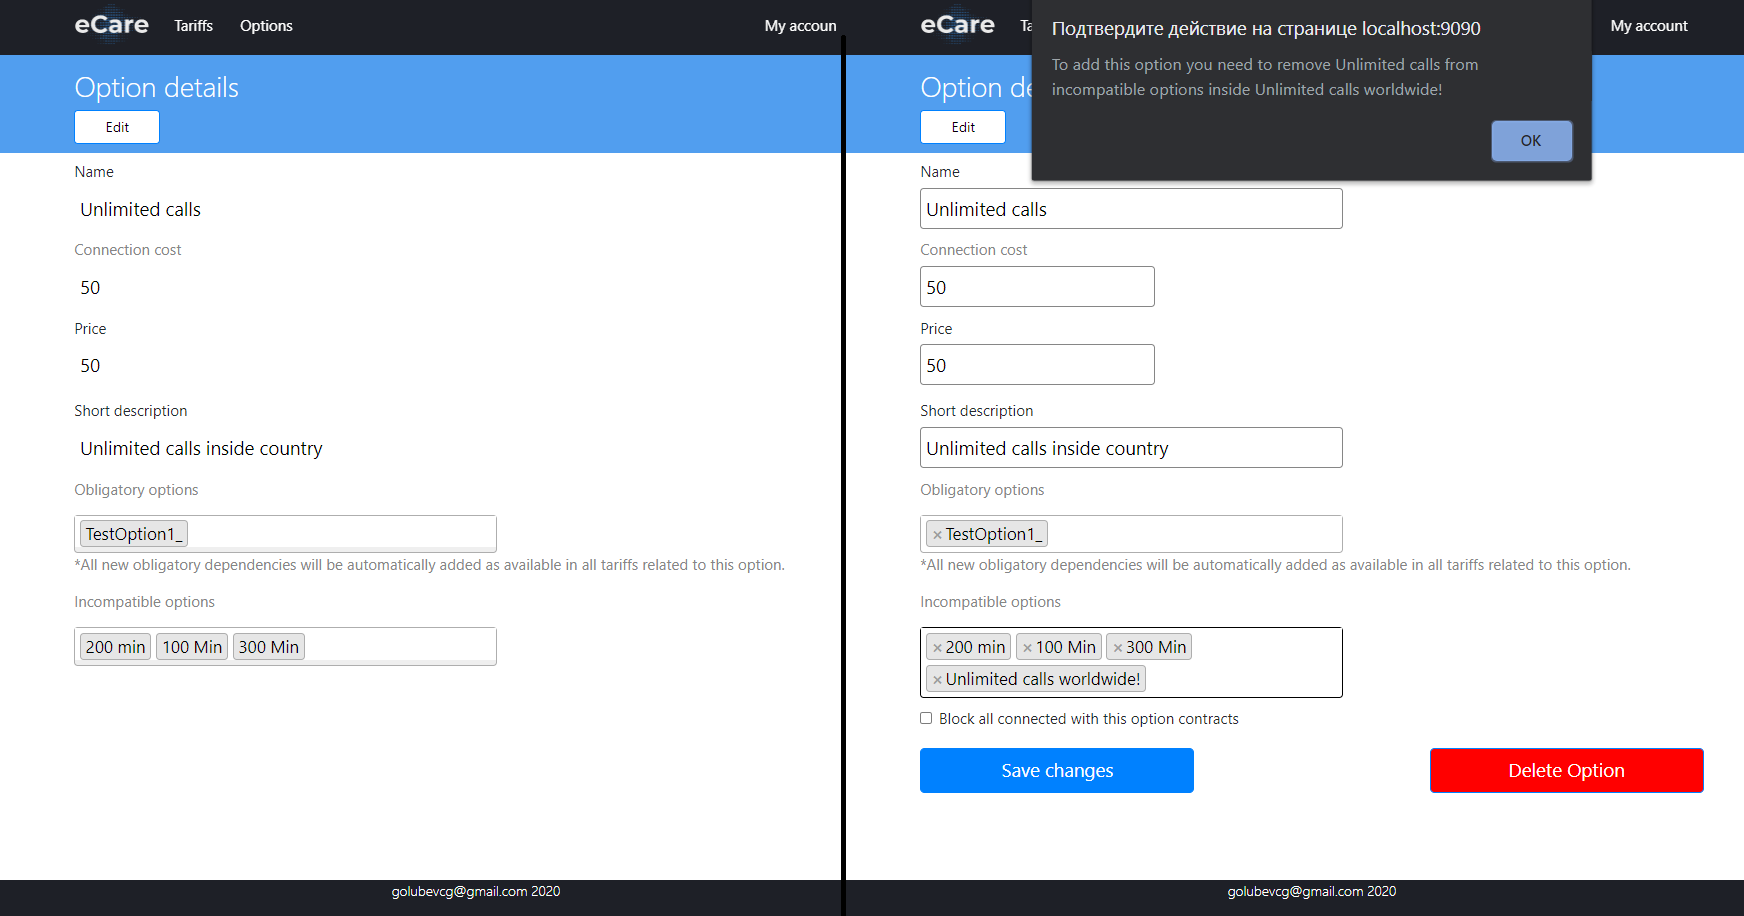 eCare Tariffs Options My accoun
Option details
Edit
Name
Unlimited calls
Connection cost
50
Price
50
Short description
Unlimited calls inside country
Obligatory options
TestOption1_
*All new obligatory dependencies will be automatically added as available in all tariffs related to this option.
Incompatible options
200 min 100 Min 300 Min
golubevcg@gmail.com 2020
eCare Ta My account
Подтвердите действие на странице localhost:9090
To add this option you need to remove Unlimited calls from
incompatible options inside Unlimited calls worldwide!
OK
Option de
Edit
Name
Unlimited calls
Connection cost
50
Price
50
Short description
Unlimited calls inside country
Obligatory options
×TestOption1_
*All new obligatory dependencies will be automatically added as available in all tariffs related to this option.
Incompatible options
×200 min ×100 Min ×300 Min
×Unlimited calls worldwide!
Block all connected with this option contracts
Save changes Delete Option
golubevcg@gmail.com 2020